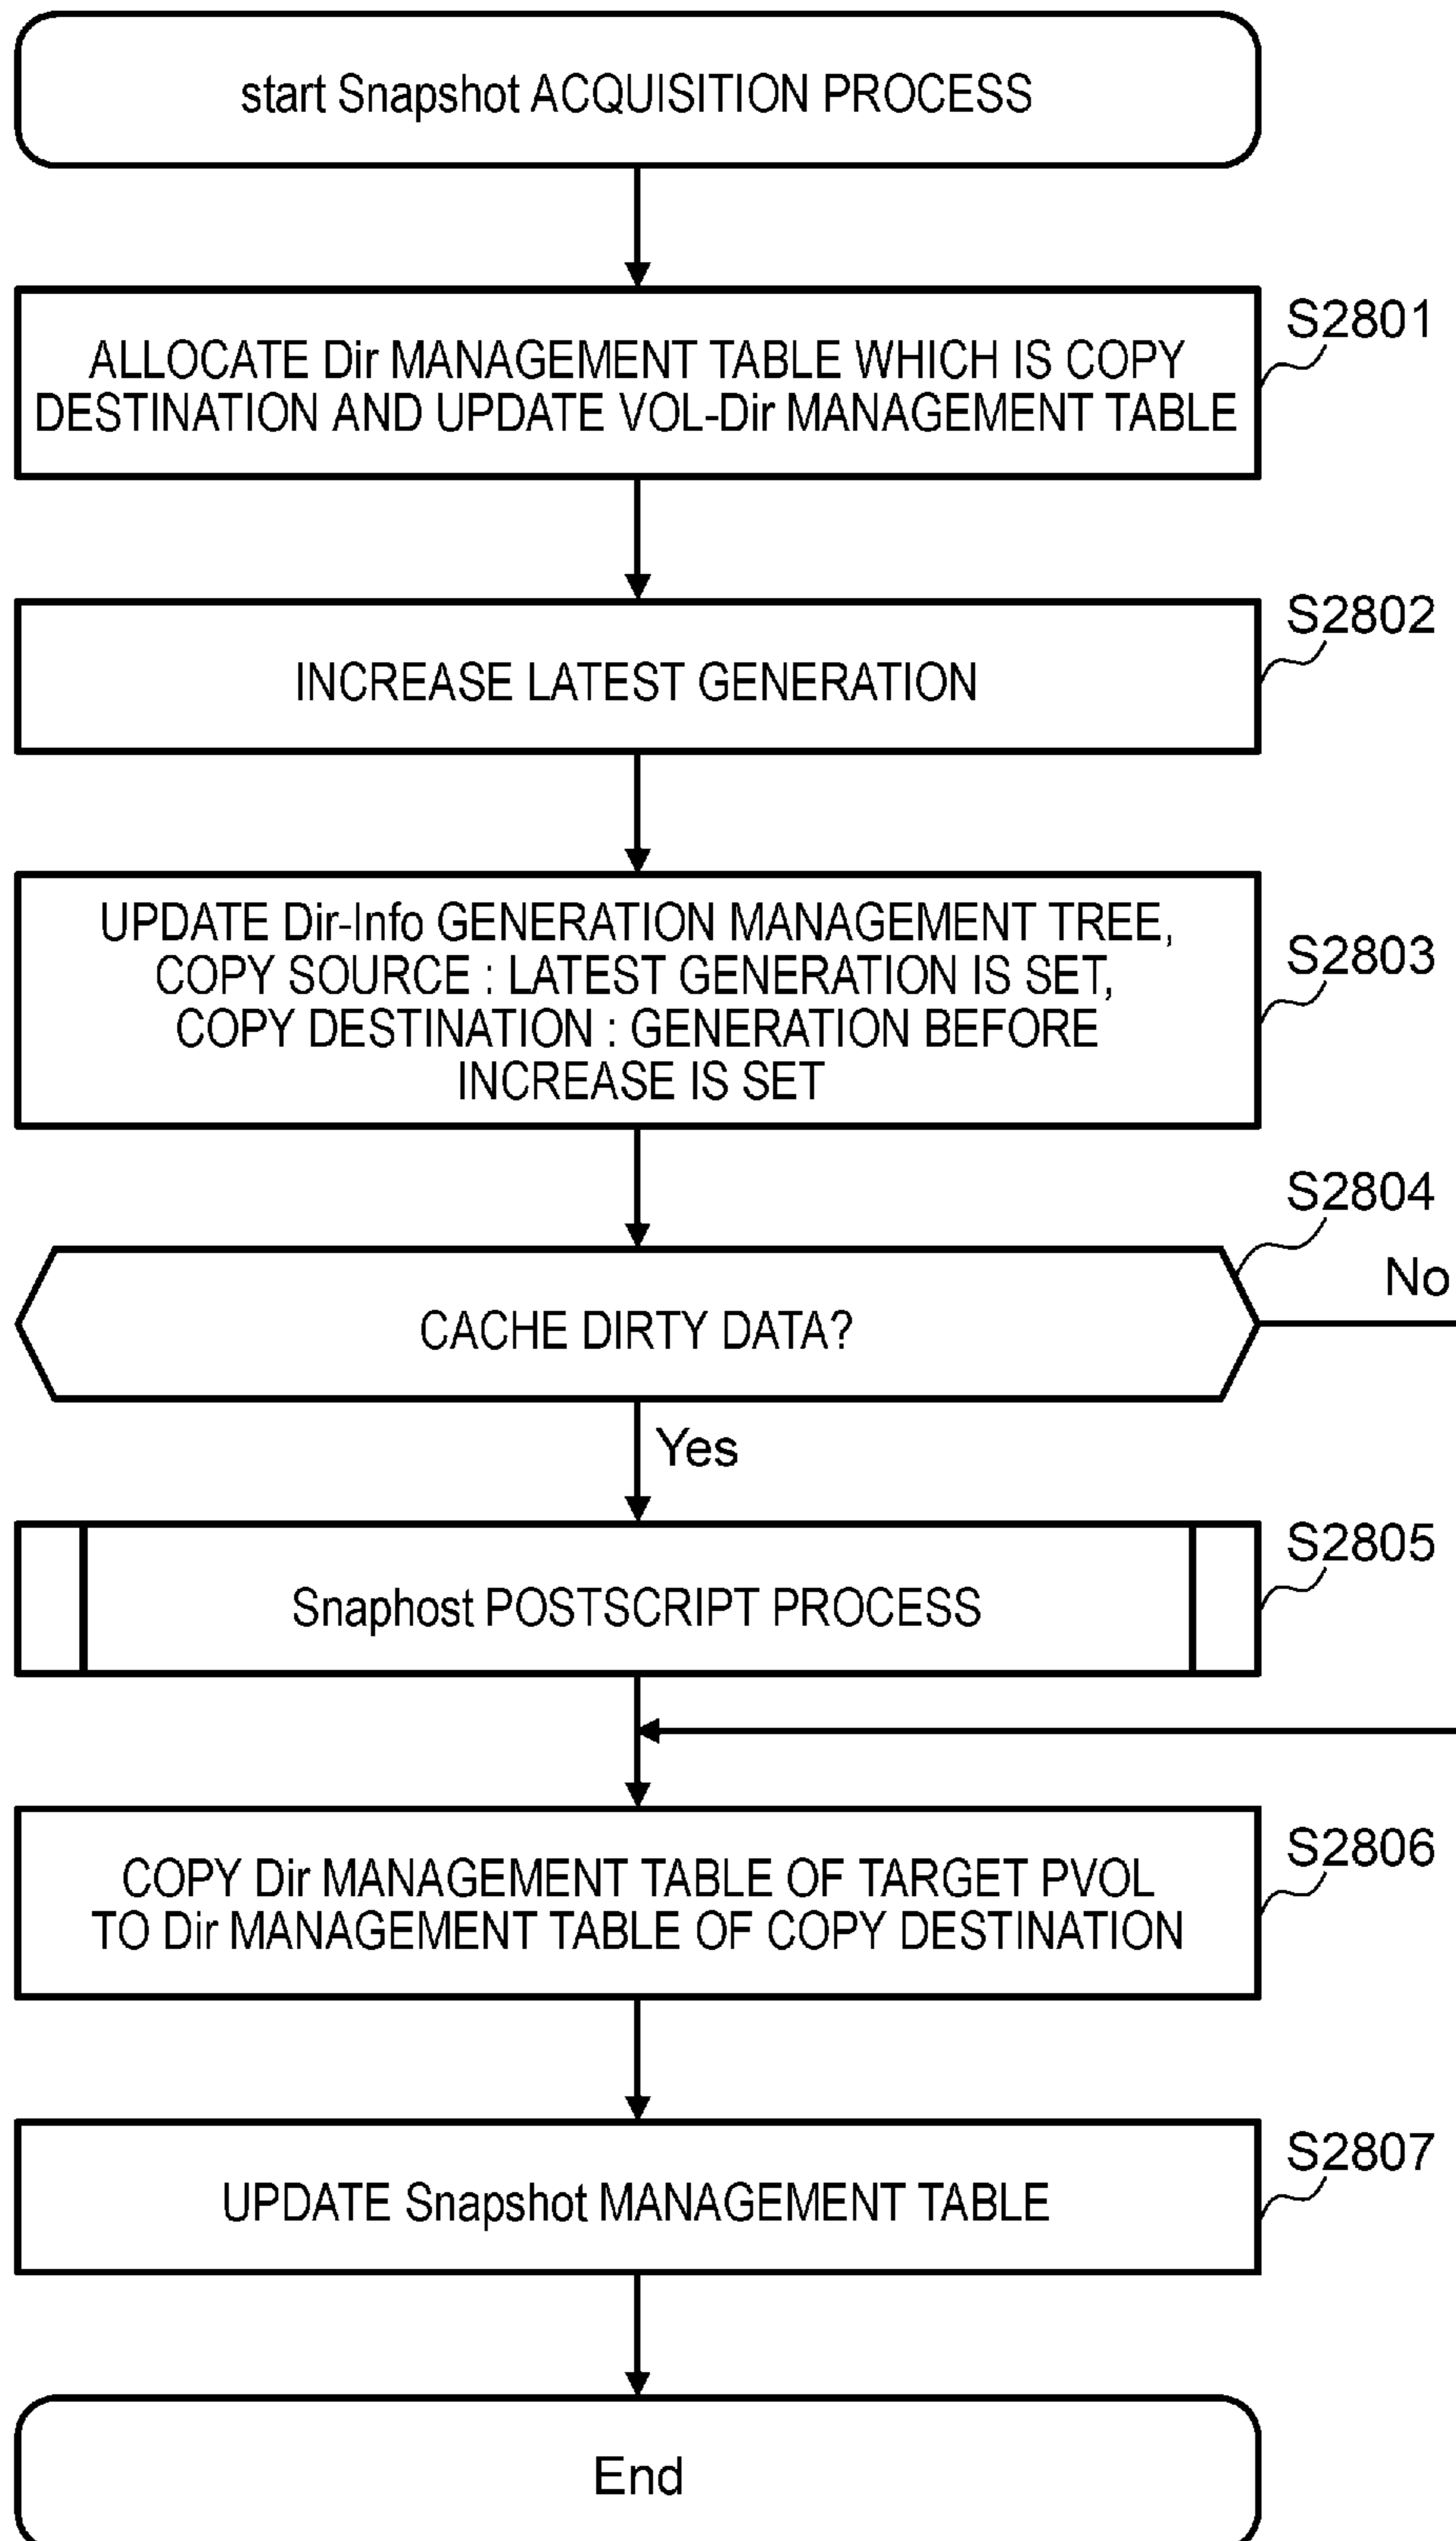 start Snapshot ACQUISITION PROCESS
S2801
ALLOCATE Dir MANAGEMENT TABLE WHICH IS COPY
DESTINATION AND UPDATE VOL-Dir MANAGEMENT TABLE
S2802
INCREASE LATEST GENERATION
S2803
UPDATE Dir-Info GENERATION MANAGEMENT TREE,
COPY SOURCE : LATEST GENERATION IS SET,
COPY DESTINATION : GENERATION BEFORE
INCREASE IS SET
S2804
No
CACHE DIRTY DATA?
Yes
S2805
Snaphost POSTSCRIPT PROCESS
S2806
COPY Dir MANAGEMENT TABLE OF TARGET PVOL
TO Dir MANAGEMENT TABLE OF COPY DESTINATION
S2807
UPDATE Snapshot MANAGEMENT TABLE
End